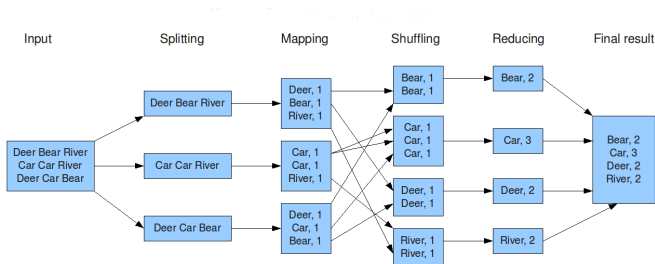 Input
Splitting
Mapping
Shuffling
Reducing
Final result
Deer Bear River
Car Car River
Deer Car Bear
Deer Bear River
Car Car River
Deer Car Bear
Deer, 1
Bear, 1
River, 1
Car, 1
Car, 1
River, 1
Deer, 1
Car, 1
Bear, 1
Bear, 1
Bear, 1
Car, 1
Car, 1
Car, 1
Deer, 1
Deer, 1
River, 1
River, 1
Bear, 2
Car, 3
Deer, 2
River, 2
Bear, 2
Car, 3
Deer, 2
River, 2